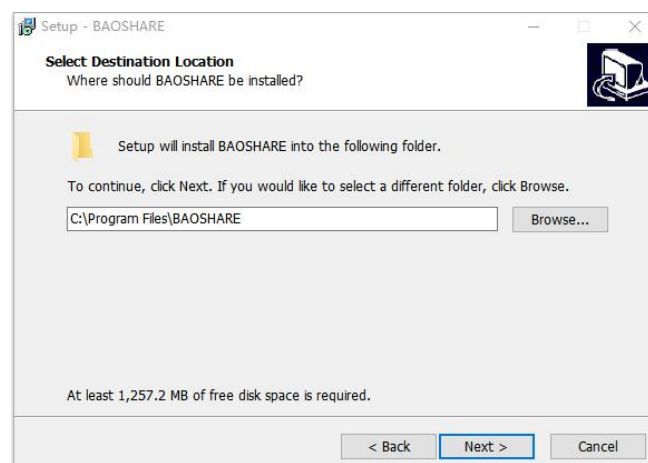 Setup - BAOSHARE
Select Destination Location
Where should BAOSHARE be installed?
Setup will install BAOSHARE into the following folder.
To continue, click Next. If you would like to select a different folder, click Browse.
C:\Program Files\BAOSHARE
Browse...
At least 1,257.2 MB of free disk space is required.
< Back
Next >
Cancel